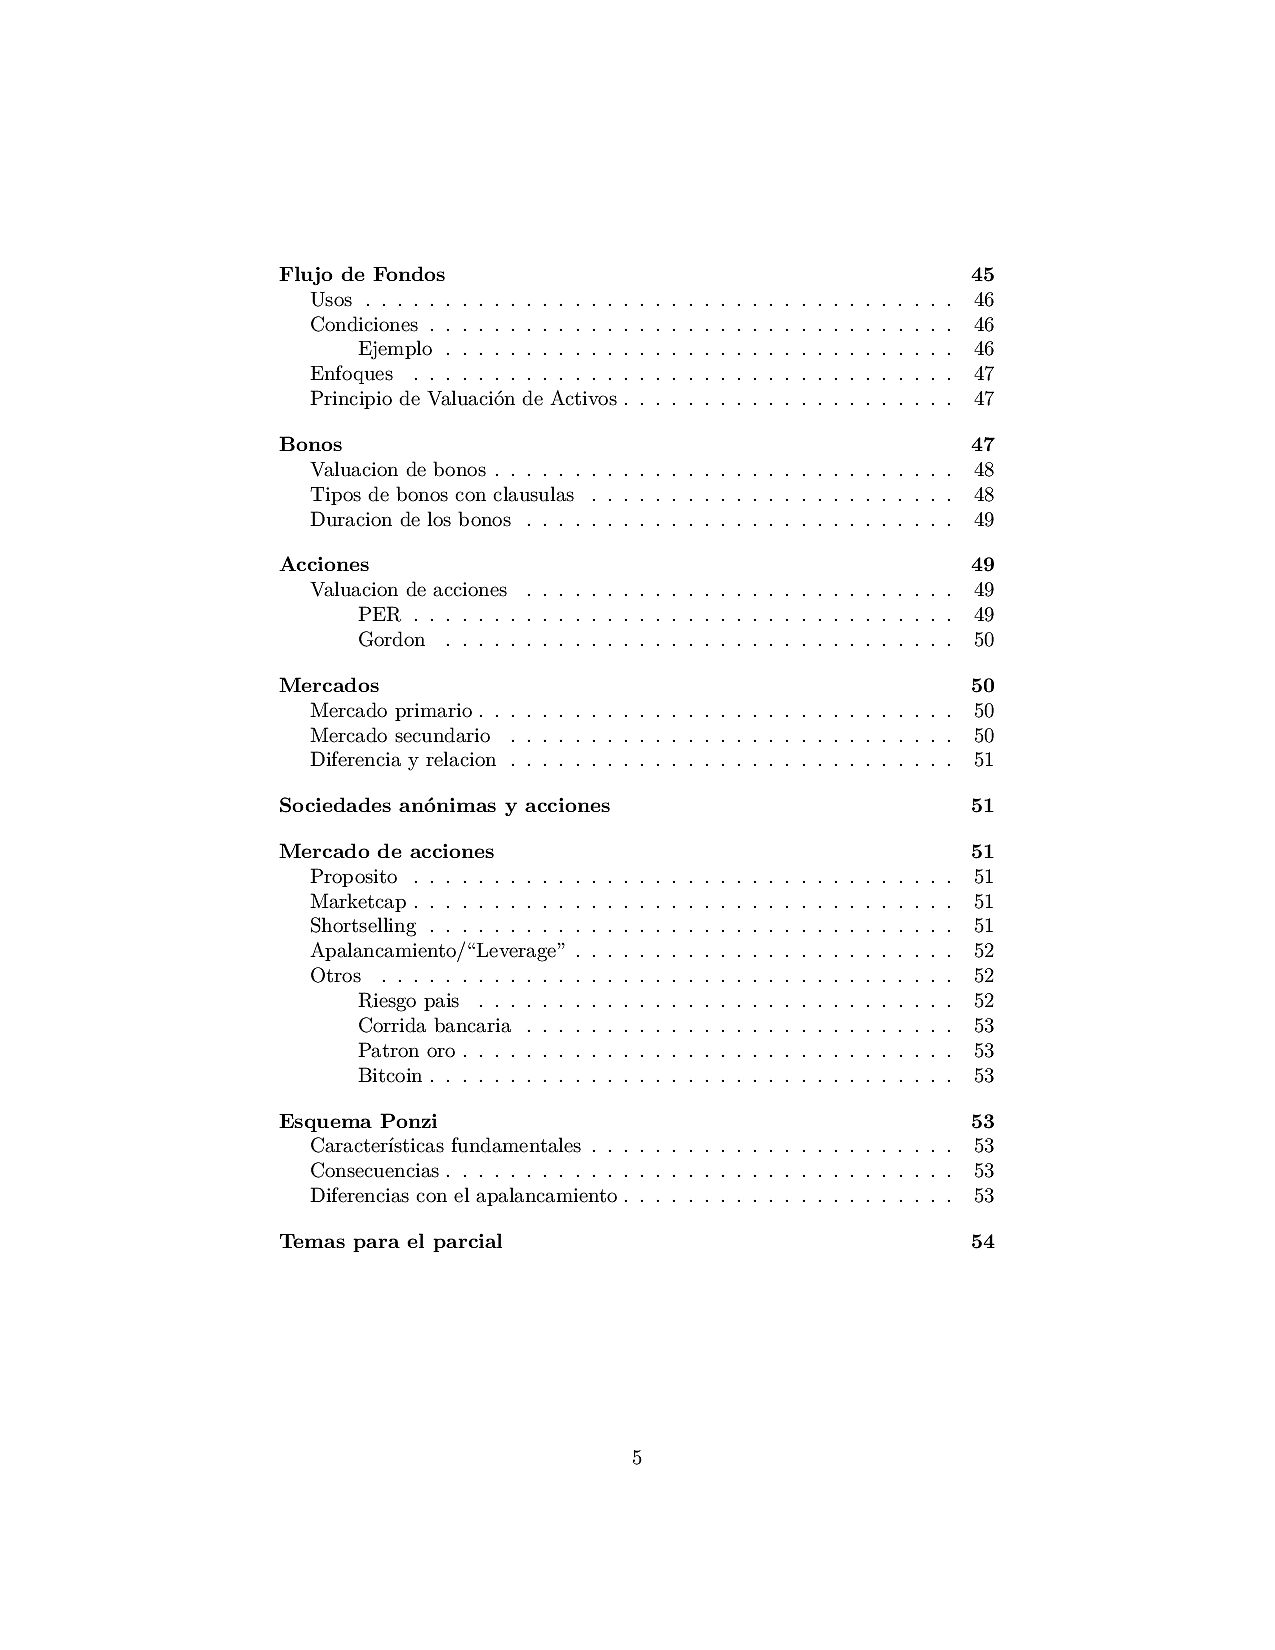 Flujo de Fondos 45
Usos . . . . . . . . . . . . . . . . . . . . . . . . . . . . . . . . . . . . . 46
Condiciones . . . . . . . . . . . . . . . . . . . . . . . . . . . . . . . . . 46
Ejemplo . . . . . . . . . . . . . . . . . . . . . . . . . . . . . . . . 46
Enfoques . . . . . . . . . . . . . . . . . . . . . . . . . . . . . . . . . . 47
Principio de Valuación de Activos . . . . . . . . . . . . . . . . . . . . . 47
Bonos 47
Valuacion de bonos . . . . . . . . . . . . . . . . . . . . . . . . . . . . . 48
Tipos de bonos con clausulas . . . . . . . . . . . . . . . . . . . . . . . 48
Duracion de los bonos . . . . . . . . . . . . . . . . . . . . . . . . . . . 49
Acciones 49
Valuacion de acciones . . . . . . . . . . . . . . . . . . . . . . . . . . . 49
PER . . . . . . . . . . . . . . . . . . . . . . . . . . . . . . . . . . 49
Gordon . . . . . . . . . . . . . . . . . . . . . . . . . . . . . . . . 50
Mercados 50
Mercado primario . . . . . . . . . . . . . . . . . . . . . . . . . . . . . . 50
Mercado secundario . . . . . . . . . . . . . . . . . . . . . . . . . . . . 50
Diferencia y relacion . . . . . . . . . . . . . . . . . . . . . . . . . . . . 51
Sociedades anónimas y acciones 51
Mercado de acciones 51
Proposito . . . . . . . . . . . . . . . . . . . . . . . . . . . . . . . . . . 51
Marketcap . . . . . . . . . . . . . . . . . . . . . . . . . . . . . . . . . . 51
Shortselling . . . . . . . . . . . . . . . . . . . . . . . . . . . . . . . . . 51
Apalancamiento/“Leverage” . . . . . . . . . . . . . . . . . . . . . . . . 52
Otros . . . . . . . . . . . . . . . . . . . . . . . . . . . . . . . . . . . . 52
Riesgo pais . . . . . . . . . . . . . . . . . . . . . . . . . . . . . . 52
Corrida bancaria . . . . . . . . . . . . . . . . . . . . . . . . . . . 53
Patron oro . . . . . . . . . . . . . . . . . . . . . . . . . . . . . . . 53
Bitcoin . . . . . . . . . . . . . . . . . . . . . . . . . . . . . . . . . 53
Esquema Ponzi 53
Características fundamentales . . . . . . . . . . . . . . . . . . . . . . . 53
Consecuencias . . . . . . . . . . . . . . . . . . . . . . . . . . . . . . . . 53
Diferencias con el apalancamiento . . . . . . . . . . . . . . . . . . . . . 53
Temas para el parcial 54
5